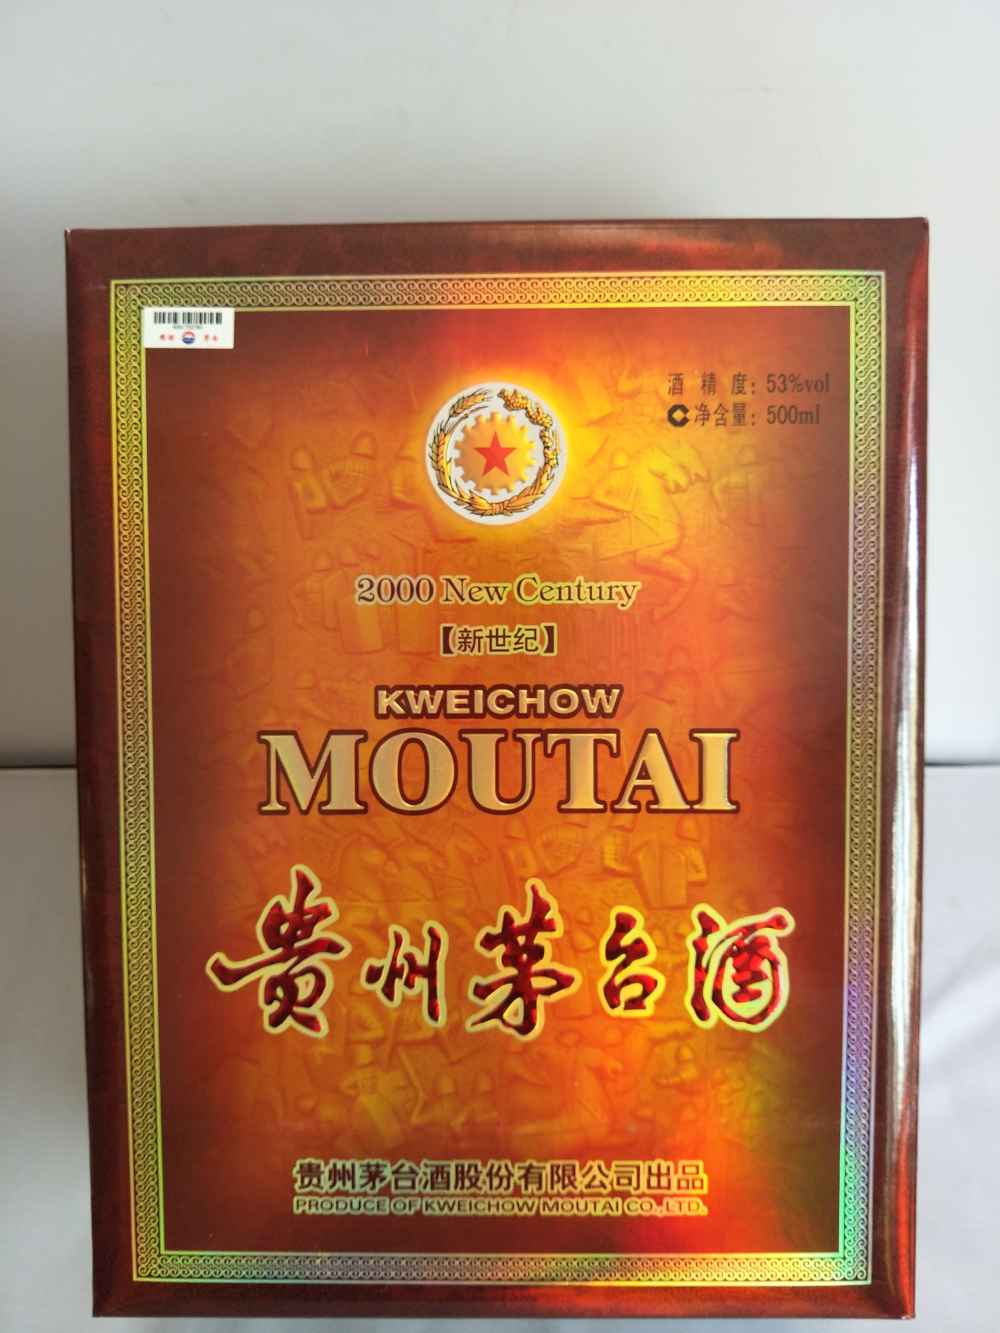 酒精度：53%vol
净含量：500ml
2000 New Century
【新世纪】
KWEICHOW
MOUTAI
贵州茅台酒
贵州茅台酒股份有限公司出品
PRODUCE OF KWEICHOW MOUTAI CO.,LTD.